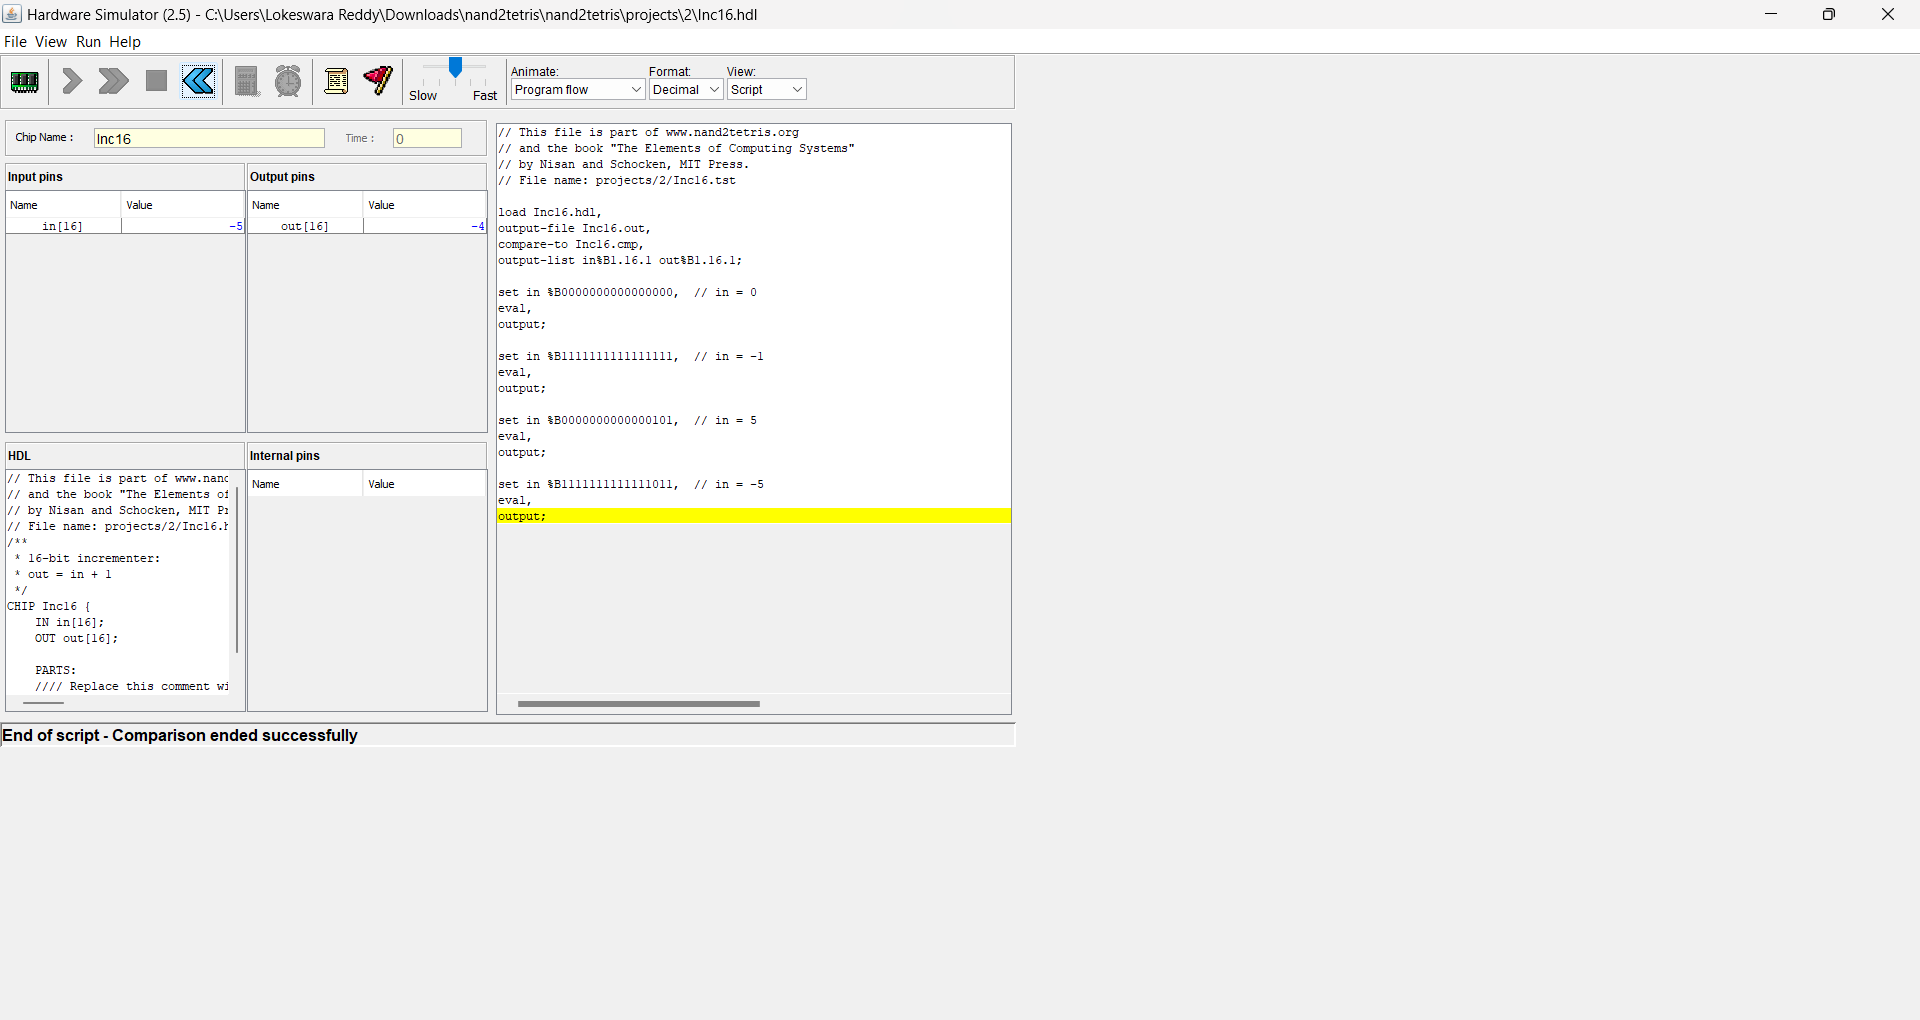 Hardware Simulator (2.5) - C:\Users\Lokeswara Reddy\Downloads\nand2tetris\nand2tetris\projects\2\Inc16.hdl
File View Run Help
Slow Fast
Animate: Format: View:
Program flow Decimal Script
Chip Name : Inc16 Time : 0
Input pins
Name Value
in[16] -5
Output pins
Name Value
out[16] -4
HDL
// This file is part of www.nand
// and the book "The Elements of
// by Nisan and Schocken, MIT Pr
// File name: projects/2/Inc16.h
/**
* 16-bit incrementer:
* out = in + 1
*/
CHIP Inc16 {
IN in[16];
OUT out[16];
PARTS:
//// Replace this comment wi
Internal pins
Name Value
// This file is part of www.nand2tetris.org
// and the book "The Elements of Computing Systems"
// by Nisan and Schocken, MIT Press.
// File name: projects/2/Inc16.tst
load Inc16.hdl,
output-file Inc16.out,
compare-to Inc16.cmp,
output-list in%B1.16.1 out%B1.16.1;
set in %B0000000000000000, // in = 0
eval,
output;
set in %B1111111111111111, // in = -1
eval,
output;
set in %B0000000000000101, // in = 5
eval,
output;
set in %B1111111111111011, // in = -5
eval,
output;
End of script - Comparison ended successfully